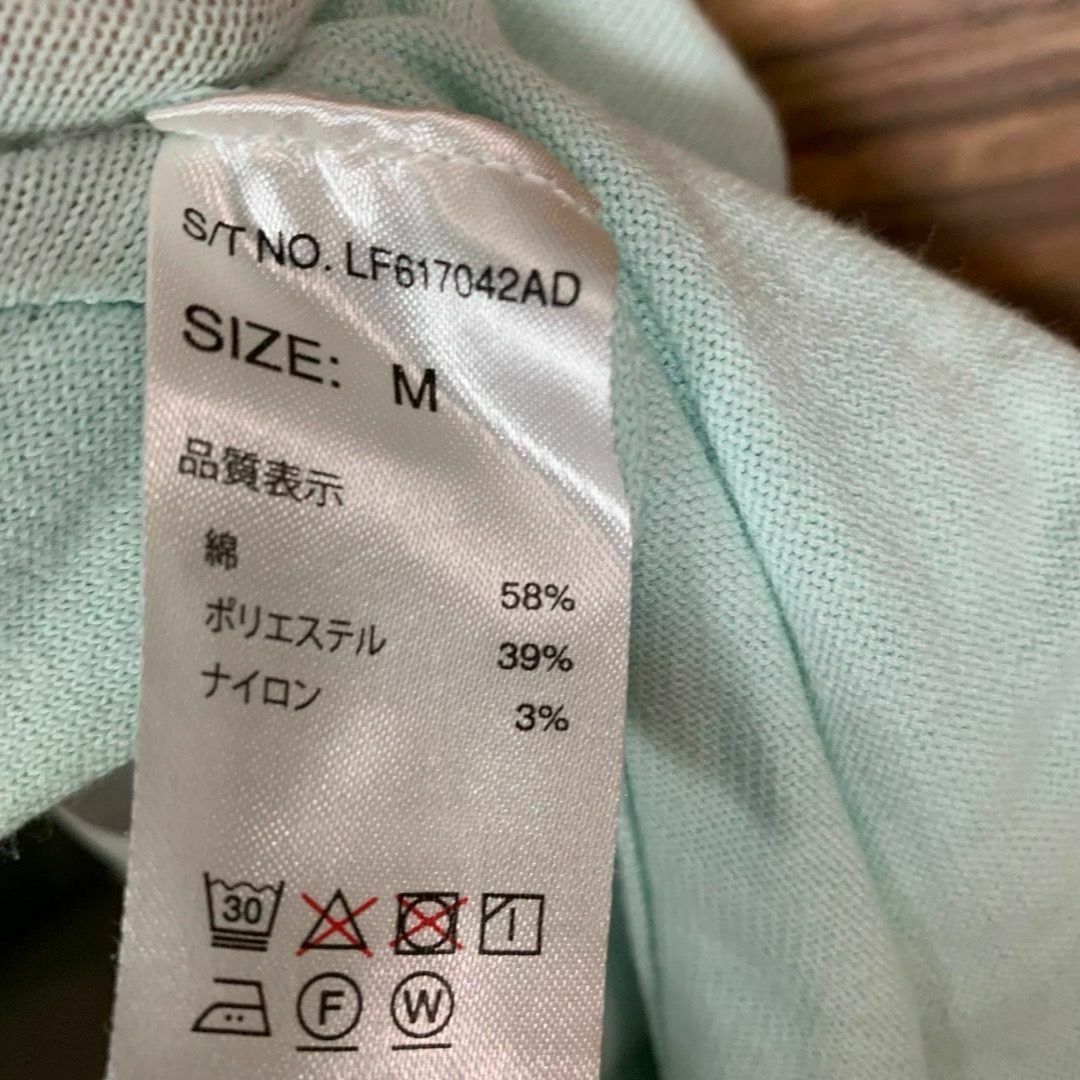 S/T NO. LF617042AD
SIZE: M
品質表示
綿 58%
ポリエステル 39%
ナイロン 3%
30
F W